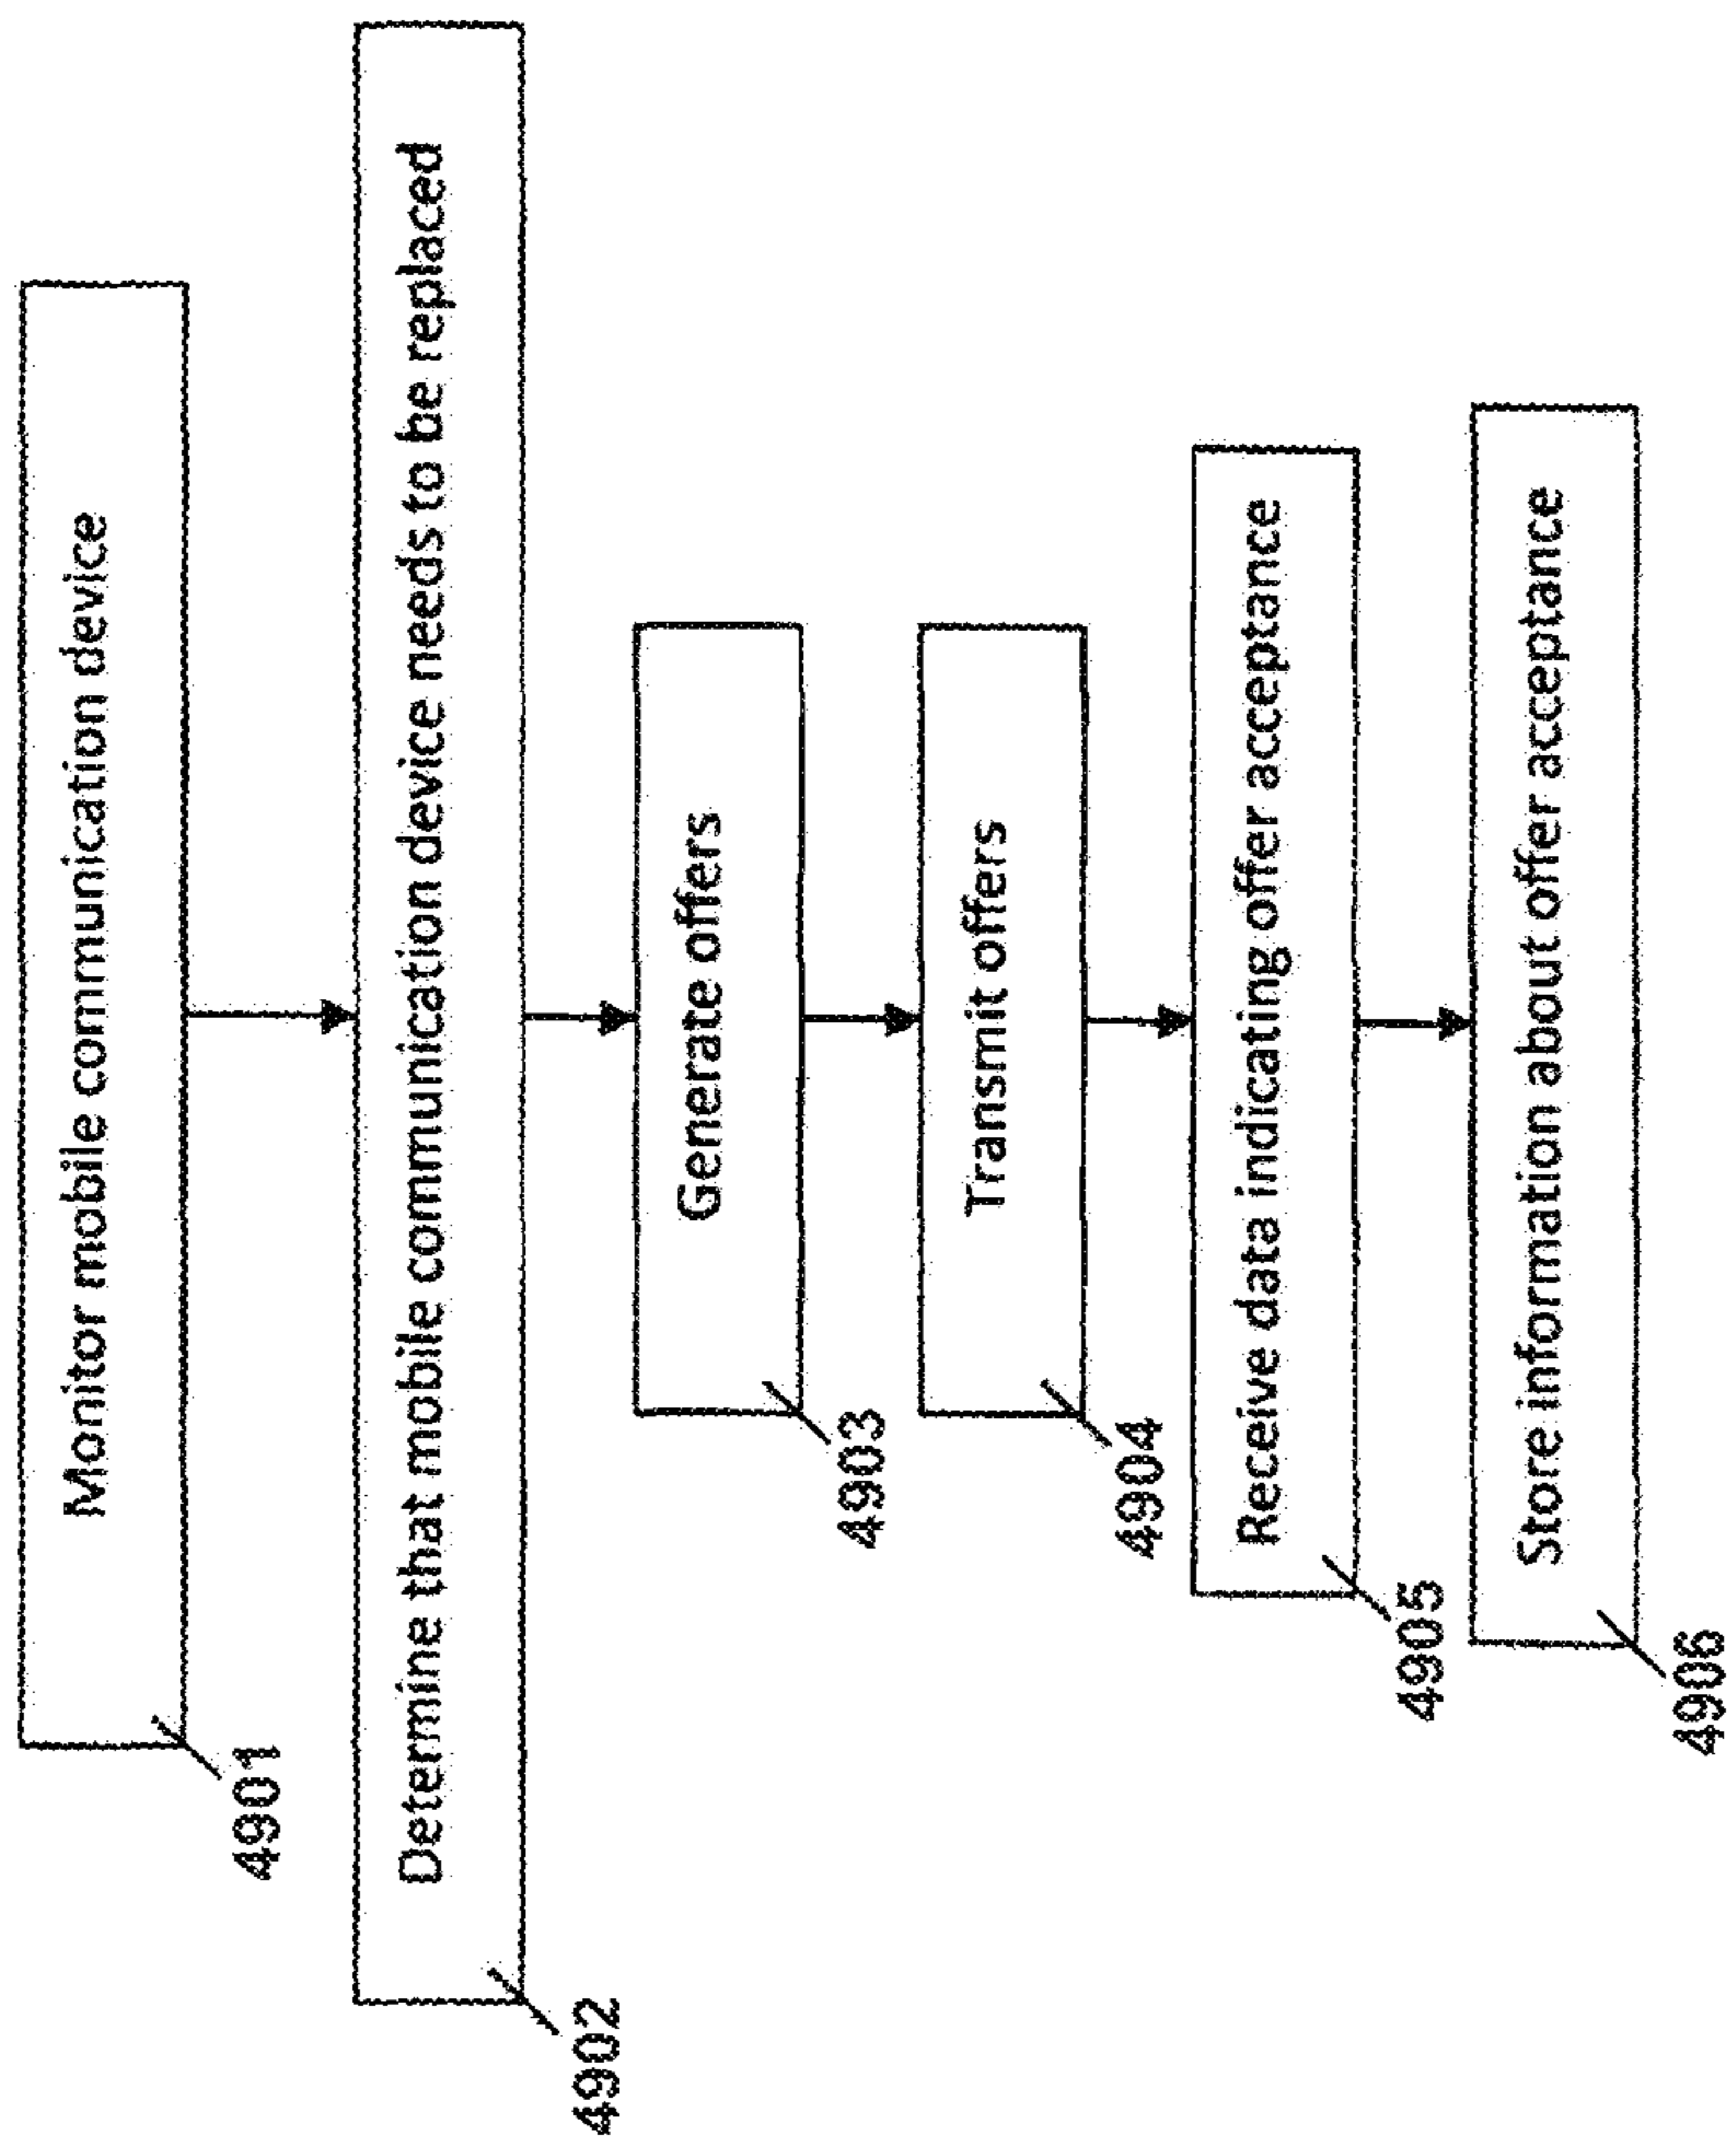 Monitor mobile communication device
4901
Determine that mobile communication device needs to be replaced
4902
Generate offers
4903
Transmit offers
4904
Receive data indicating offer acceptance
4905
Store information about offer acceptance
4906